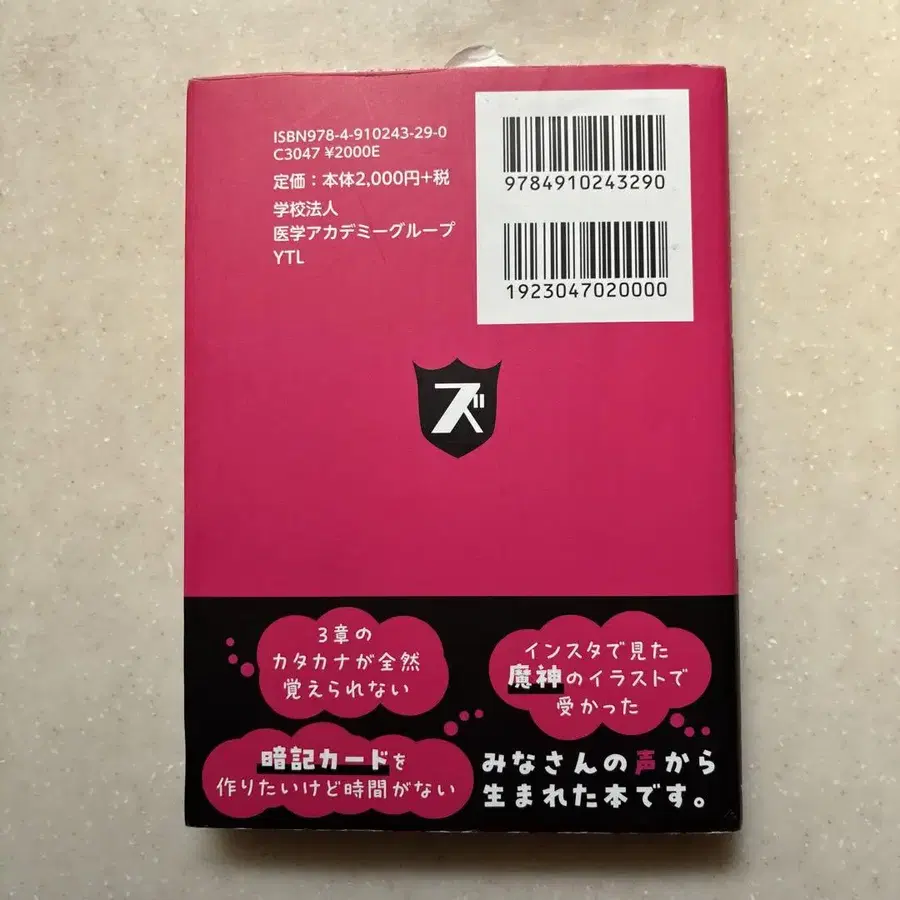 ISBN978-4-910243-29-0
C3047 ¥2000E
定価：本体2,000円+税
学校法人
医学アカデミーグループ
YTL
9784910243290
1923047020000
ズ
3章の
カタカナが全然
覚えられない
インスタで見た
魔神のイラストで
受かった
暗記カードを
作りたいけど時間がない
みなさんの声から
生まれた本です。